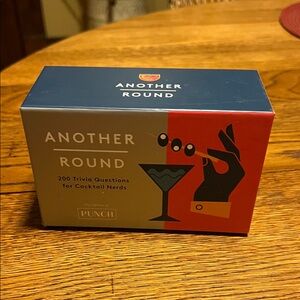 ANOTHER
ROUND
ANOTHER
ROUND
200 Trivia Questions
for Cocktail Nerds
PUNCH